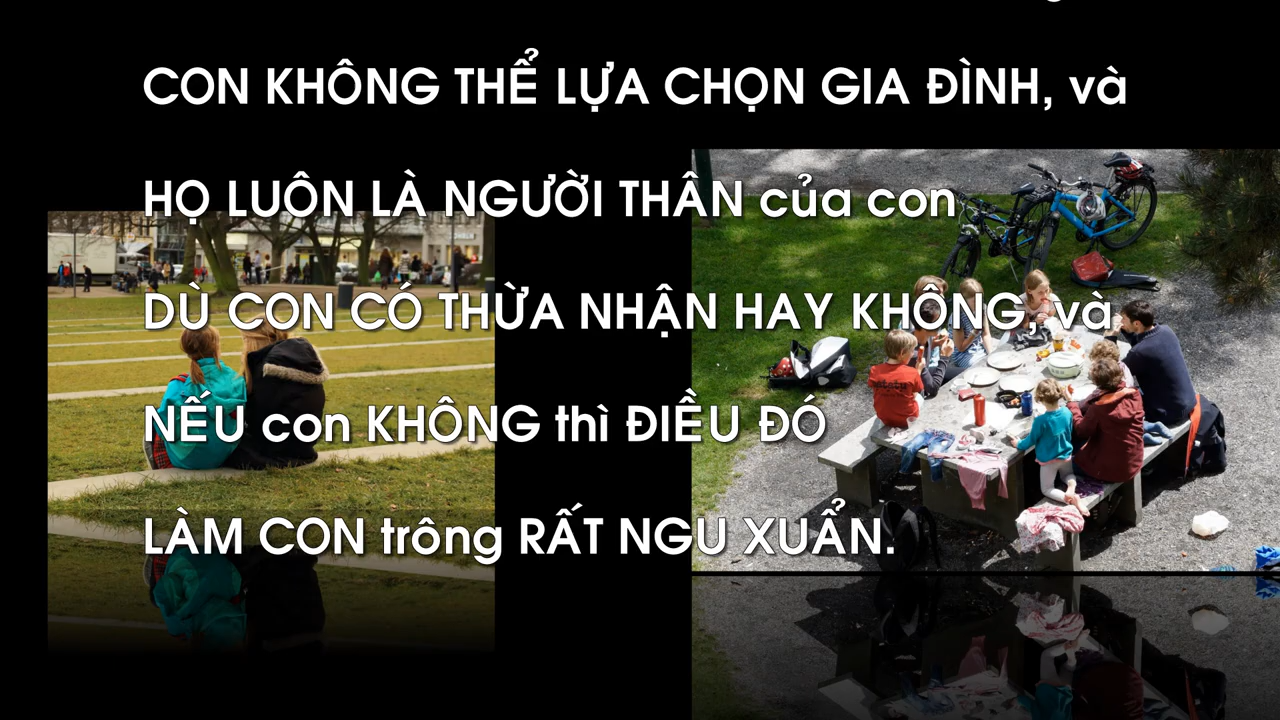 CON KHÔNG THỂ LỰA CHỌN GIA ĐÌNH, và
HỌ LUÔN LÀ NGƯỜI THÂN của con
DÙ CON CÓ THỪA NHẬN HAY KHÔNG, và
NẾU con KHÔNG thì ĐIỀU ĐÓ
LÀM CON trông RẤT NGU XUẨN.